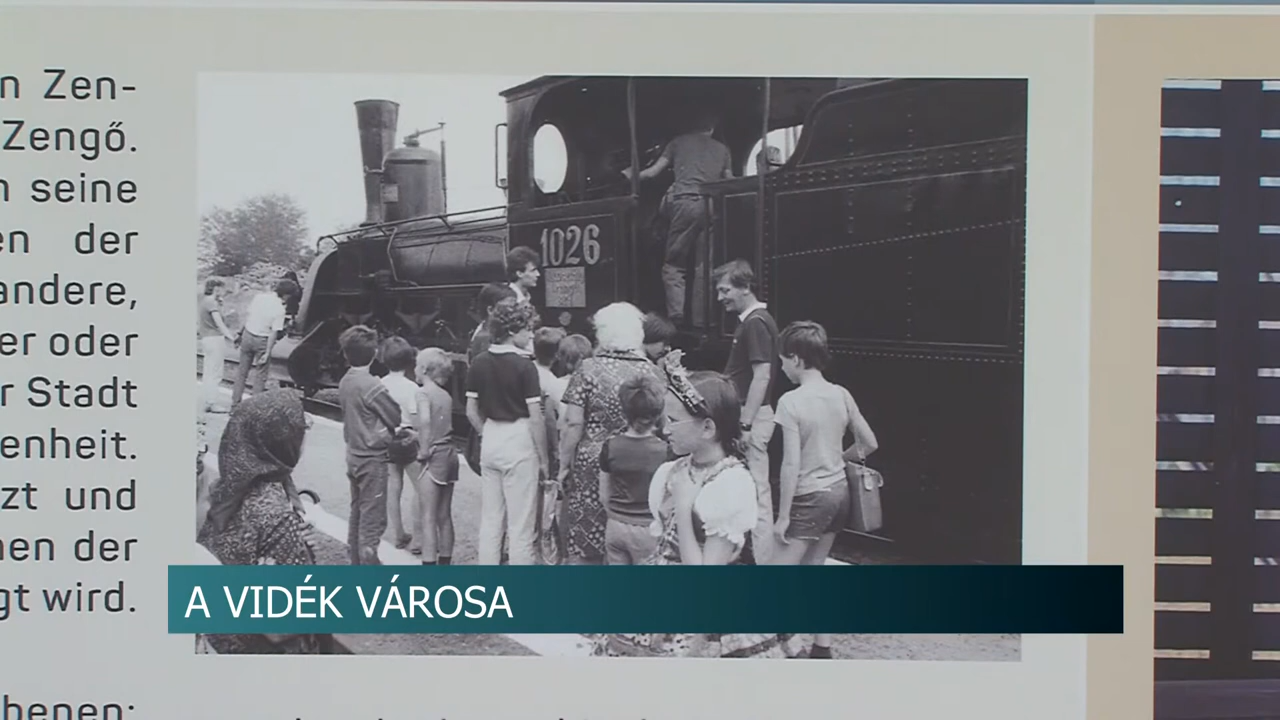 n Zen-
Zengő.
n seine
en der
andere,
er oder
r Stadt
enheit.
zt und
nen der
gt wird.
henen:
1026
A VIDÉK VÁROSA